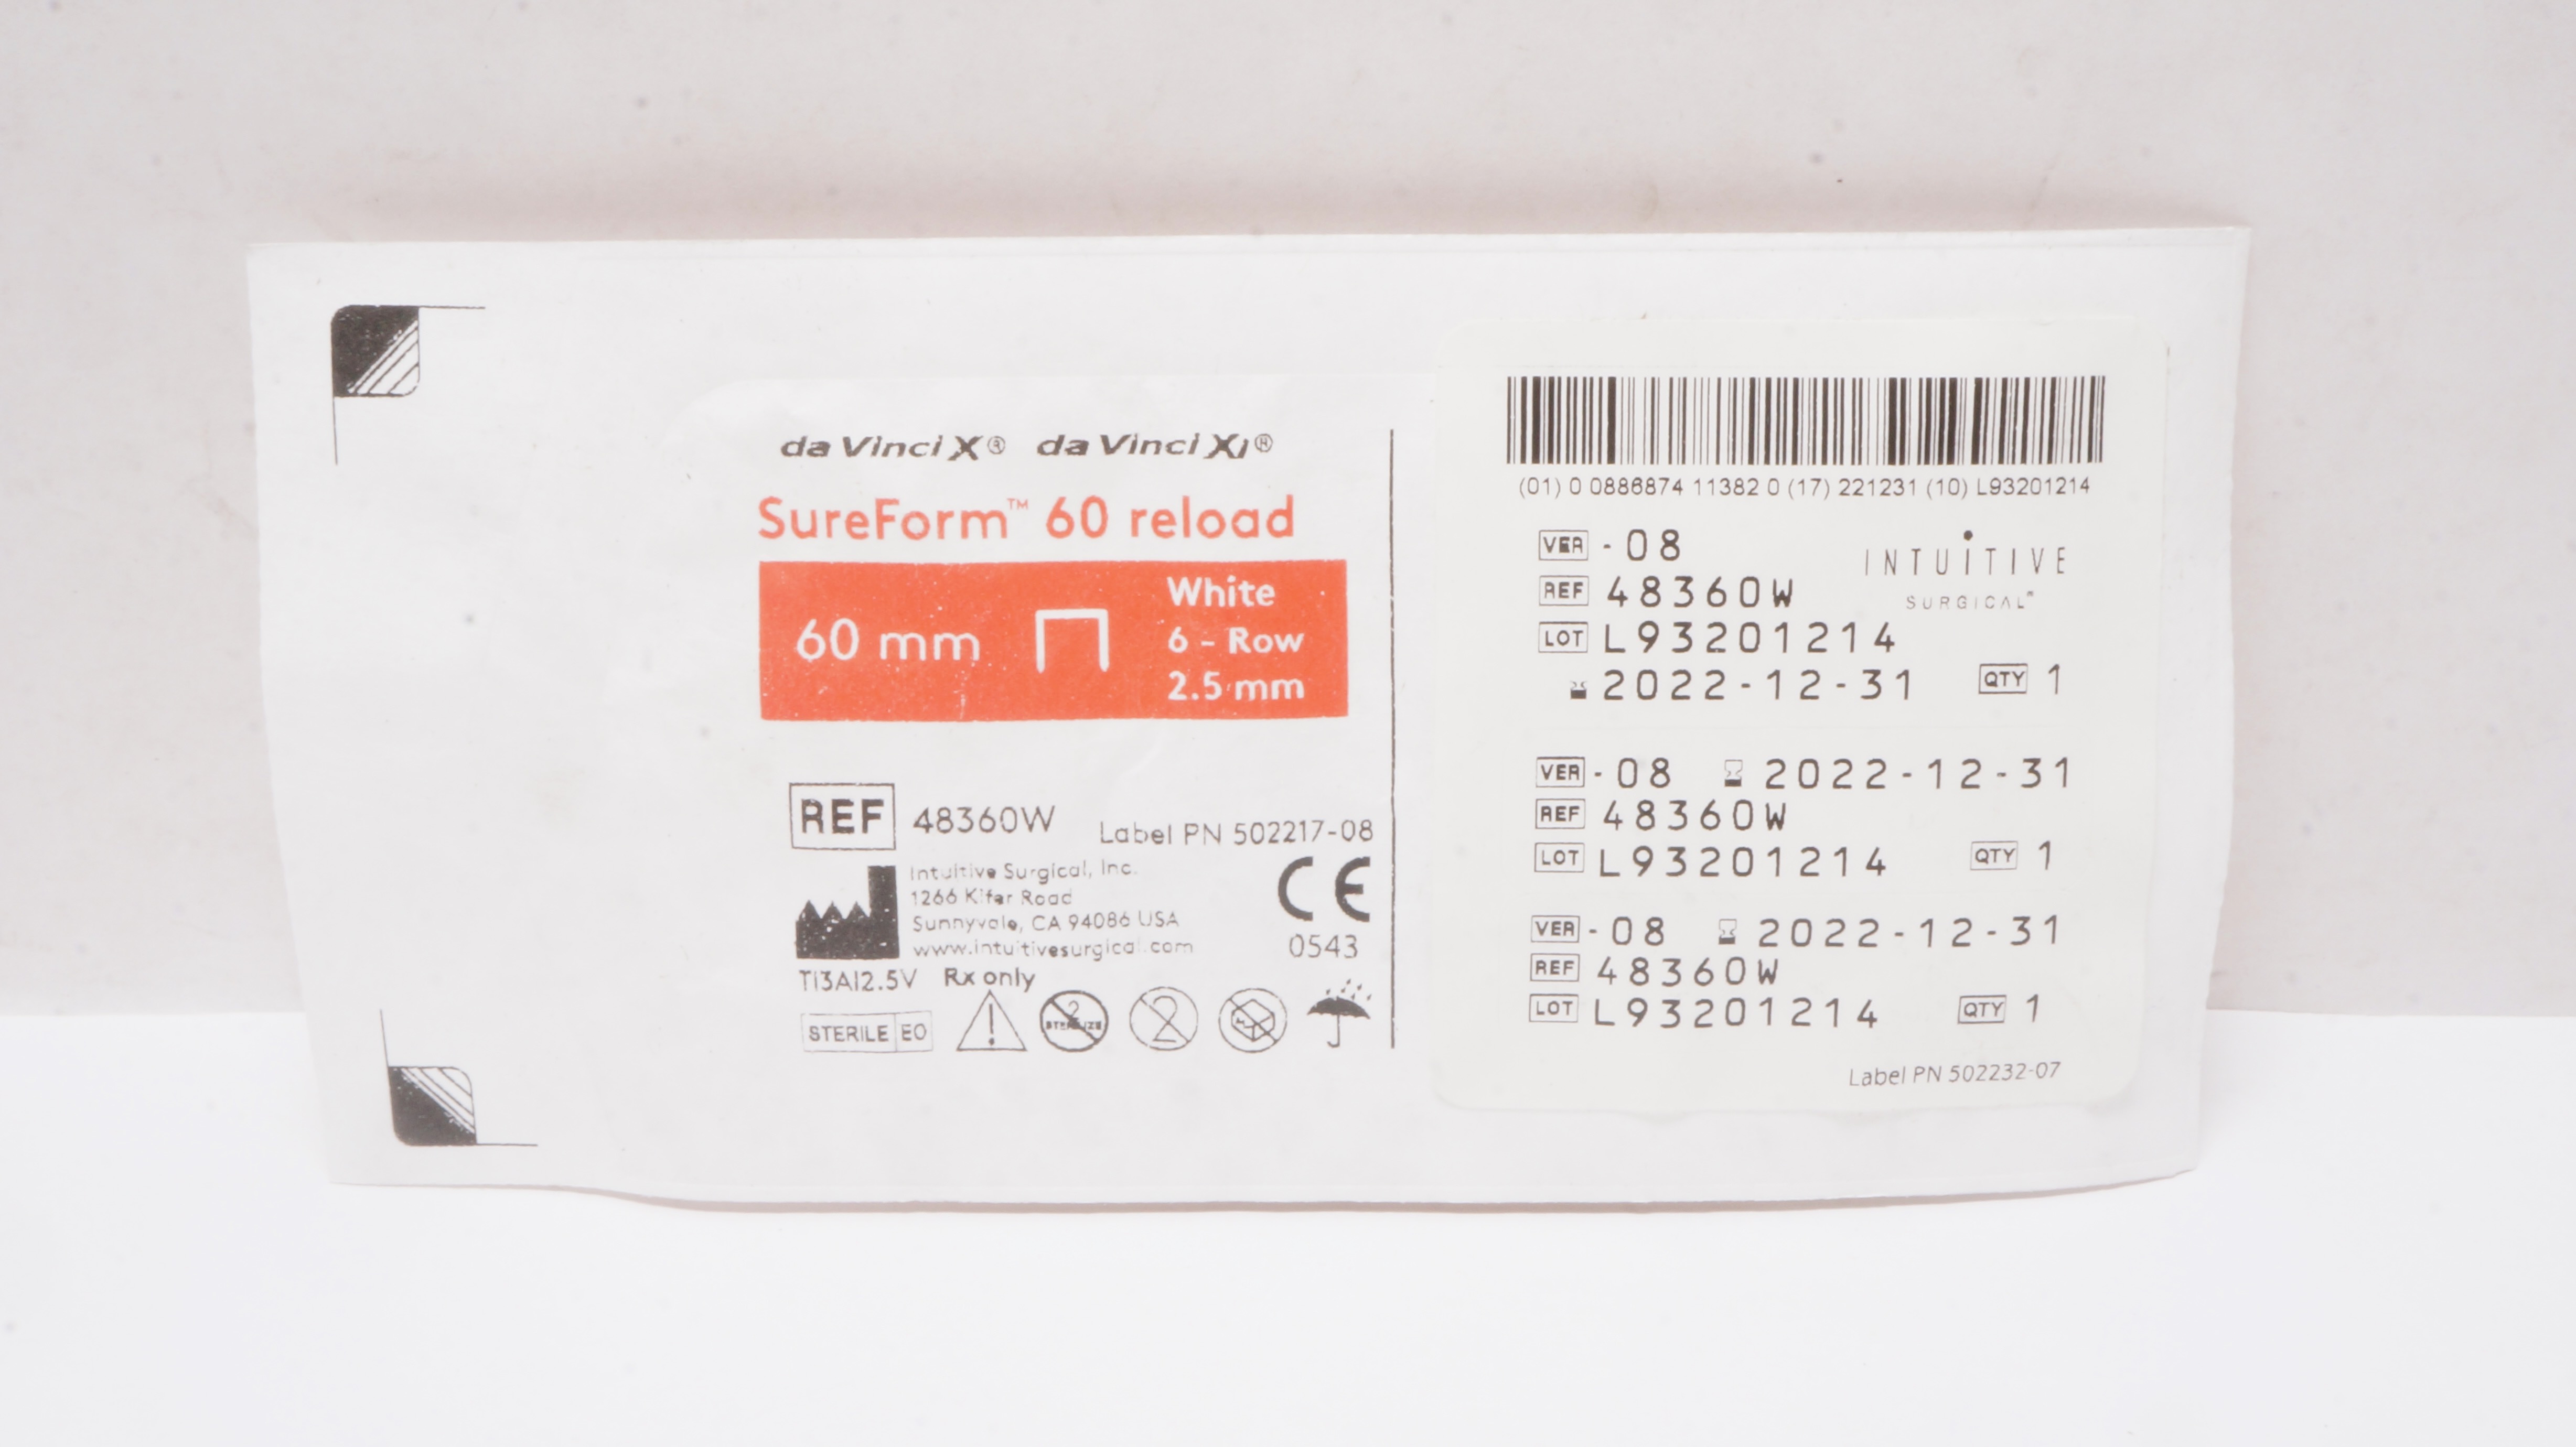 da Vinci X® da Vinci Xi®
SureForm™ 60 reload
60 mm
White
6 - Row
2.5 mm
REF 48360W Label PN 502217-08
Intuitive Surgical, Inc.
1266 Kifer Road
Sunnyvale, CA 94086 USA
www.intuitivesurgical.com
CE
0543
Ti3Al2.5V Rx only
STERILE EO
2
STERILIZE
2
(01) 0 0886874 11382 0 (17) 221231 (10) L93201214
VER -08
INTUITIVE
SURGICAL®
REF 48360W
LOT L93201214
2022-12-31 QTY 1
VER -08 2022-12-31
REF 48360W
LOT L93201214 QTY 1
VER -08 2022-12-31
REF 48360W
LOT L93201214 QTY 1
Label PN 502232-07